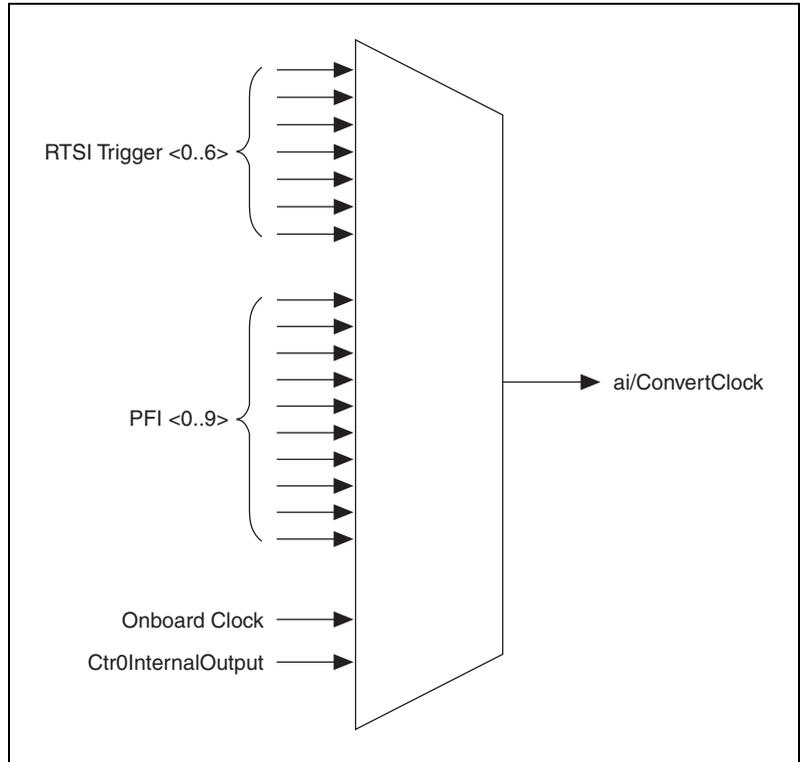 RTSI Trigger <0..6>
PFI <0..9>
ai/ConvertClock
Onboard Clock
Ctr0InternalOutput